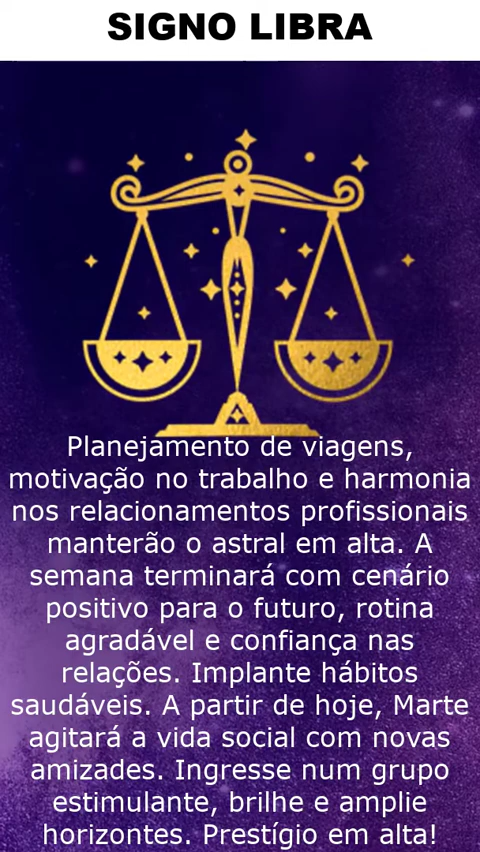 SIGNO LIBRA
Planejamento de viagens,
motivação no trabalho e harmonia
nos relacionamentos profissionais
manterão o astral em alta. A
semana terminará com cenário
positivo para o futuro, rotina
agradável e confiança nas
relações. Implante hábitos
saudáveis. A partir de hoje, Marte
agitará a vida social com novas
amizades. Ingresse num grupo
estimulante, brilhe e amplie
horizontes. Prestígio em alta!